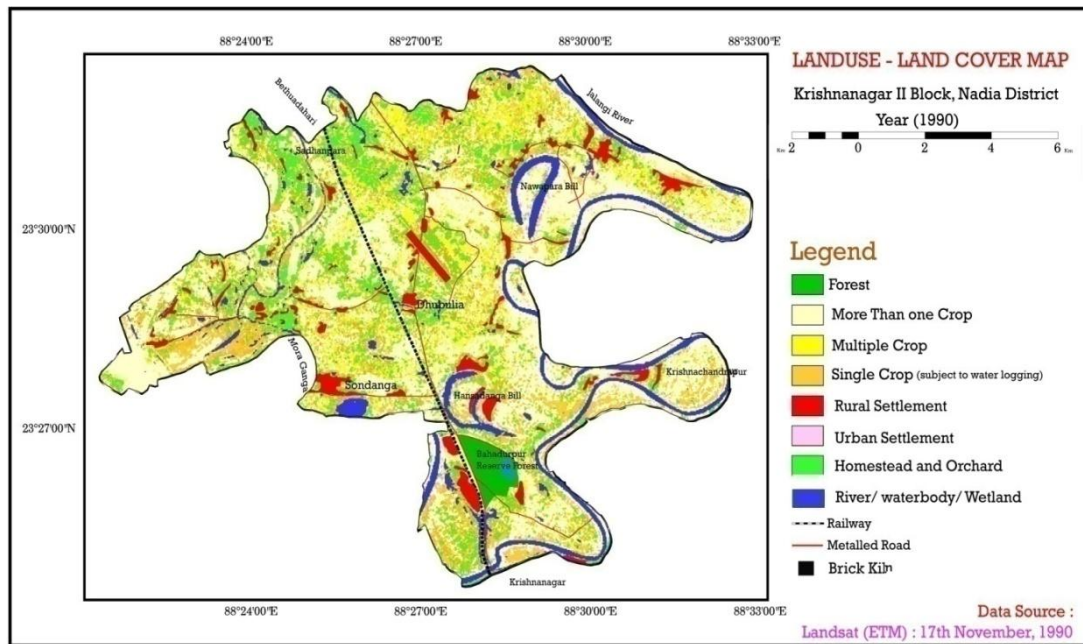 88°24'00"E 88°27'00"E 88°30'00"E 88°33'00"E
LANDUSE - LAND COVER MAP
Krishnanagar II Block, Nadia District
Year (1990)
Km 2 0 2 4 6 Km
Bethuadahari
Jalangi River
Sadhanpara
Nawapara Bill
23°30'00"N
Dhubulia
Mora Ganga
Sondanga
Hansadanga Bill
Krishnachandrapur
23°27'00"N
Bahadurpur
Reserve Forest
Krishnanagar
88°24'00"E 88°27'00"E 88°30'00"E 88°33'00"E
Legend
Forest
More Than one Crop
Multiple Crop
Single Crop (subject to water logging)
Rural Settlement
Urban Settlement
Homestead and Orchard
River/ waterbody/ Wetland
Railway
Metalled Road
Brick Kiln
Data Source :
Landsat (ETM) : 17th November, 1990